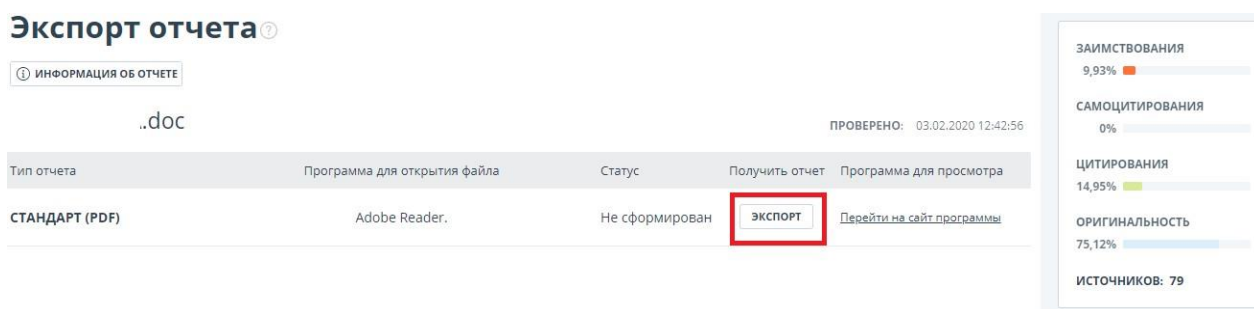 Экспорт отчета ?
i ИНФОРМАЦИЯ ОБ ОТЧЕТЕ
..doc
ПРОВЕРЕНО: 03.02.2020 12:42:56
Тип отчета Программа для открытия файла Статус Получить отчет Программа для просмотра
СТАНДАРТ (PDF) Adobe Reader. Не сформирован ЭКСПОРТ Перейти на сайт программы
ЗАИМСТВОВАНИЯ
9,93%
САМОЦИТИРОВАНИЯ
0%
ЦИТИРОВАНИЯ
14,95%
ОРИГИНАЛЬНОСТЬ
75,12%
ИСТОЧНИКОВ: 79